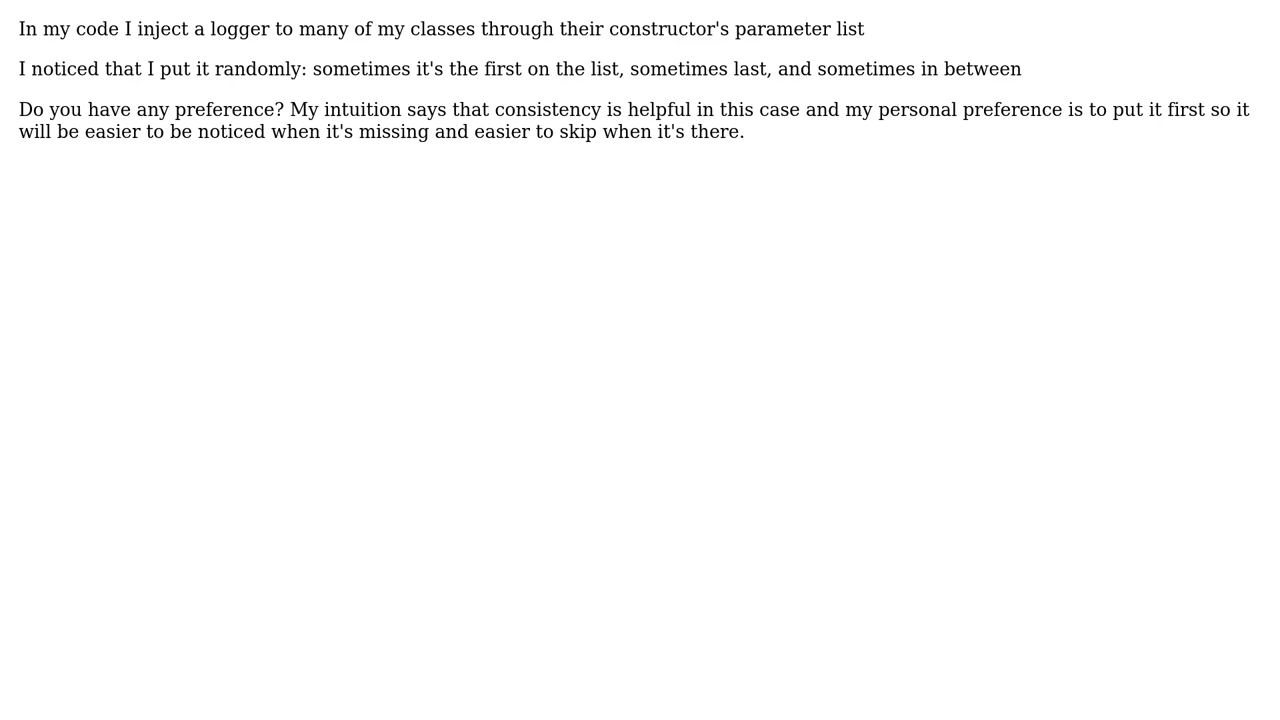 In my code I inject a logger to many of my classes through their constructor's parameter list
I noticed that I put it randomly: sometimes it's the first on the list, sometimes last, and sometimes in between
Do you have any preference? My intuition says that consistency is helpful in this case and my personal preference is to put it first so it
will be easier to be noticed when it's missing and easier to skip when it's there.